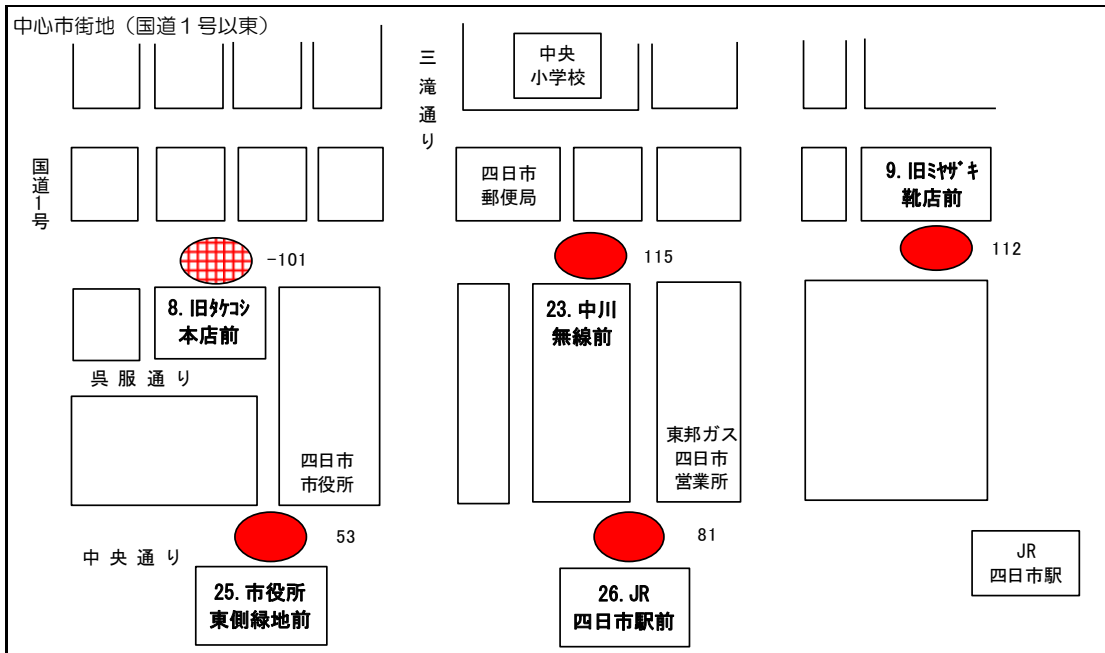 中心市街地（国道１号以東）
三滝通り
中央
小学校
国道1号
四日市
郵便局
9. 旧ﾐﾔｻﾞｷ
靴店前
-101
115
112
8. 旧ﾀｹｺｼ
本店前
23. 中川
無線前
呉服通り
四日市
市役所
東邦ガス
四日市
営業所
53
81
中央通り
JR
四日市駅
25. 市役所
東側緑地前
26. JR
四日市駅前